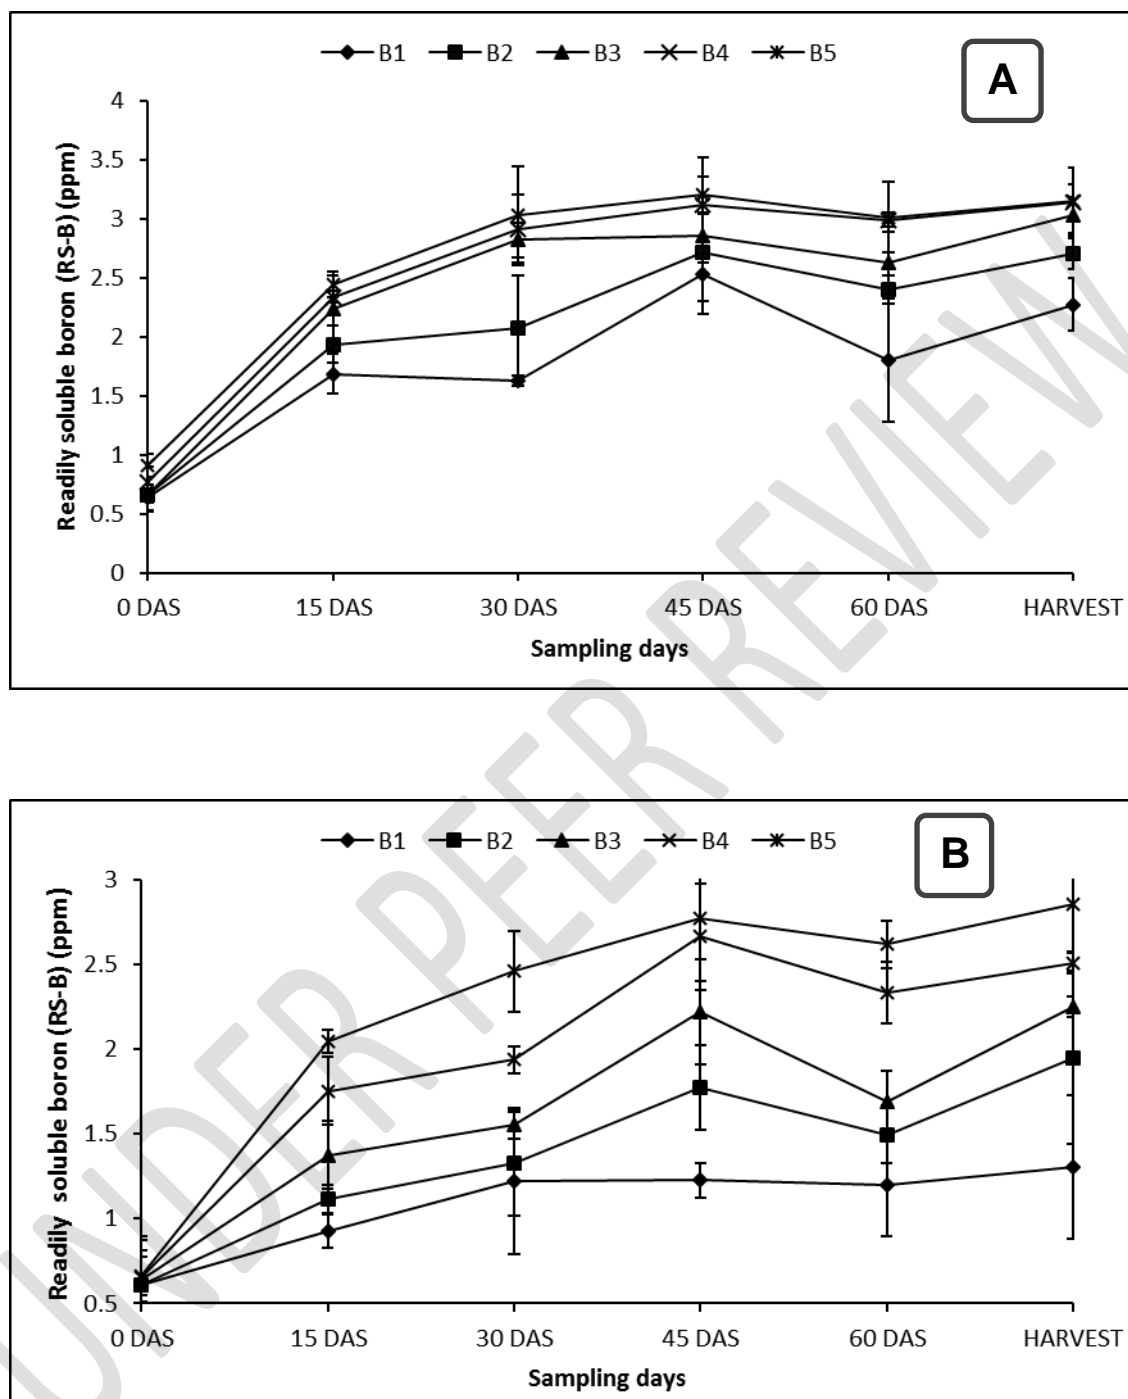 B1 B2 B3 B4 B5
A
Readily soluble boron (RS-B) (ppm)
4
3.5
3
2.5
2
1.5
1
0.5
0
0 DAS 15 DAS 30 DAS 45 DAS 60 DAS HARVEST
Sampling days
B1 B2 B3 B4 B5
B
Readily soluble boron (RS-B) (ppm)
3
2.5
2
1.5
1
0.5
0 DAS 15 DAS 30 DAS 45 DAS 60 DAS HARVEST
Sampling days
UNDER PEER REVIEW